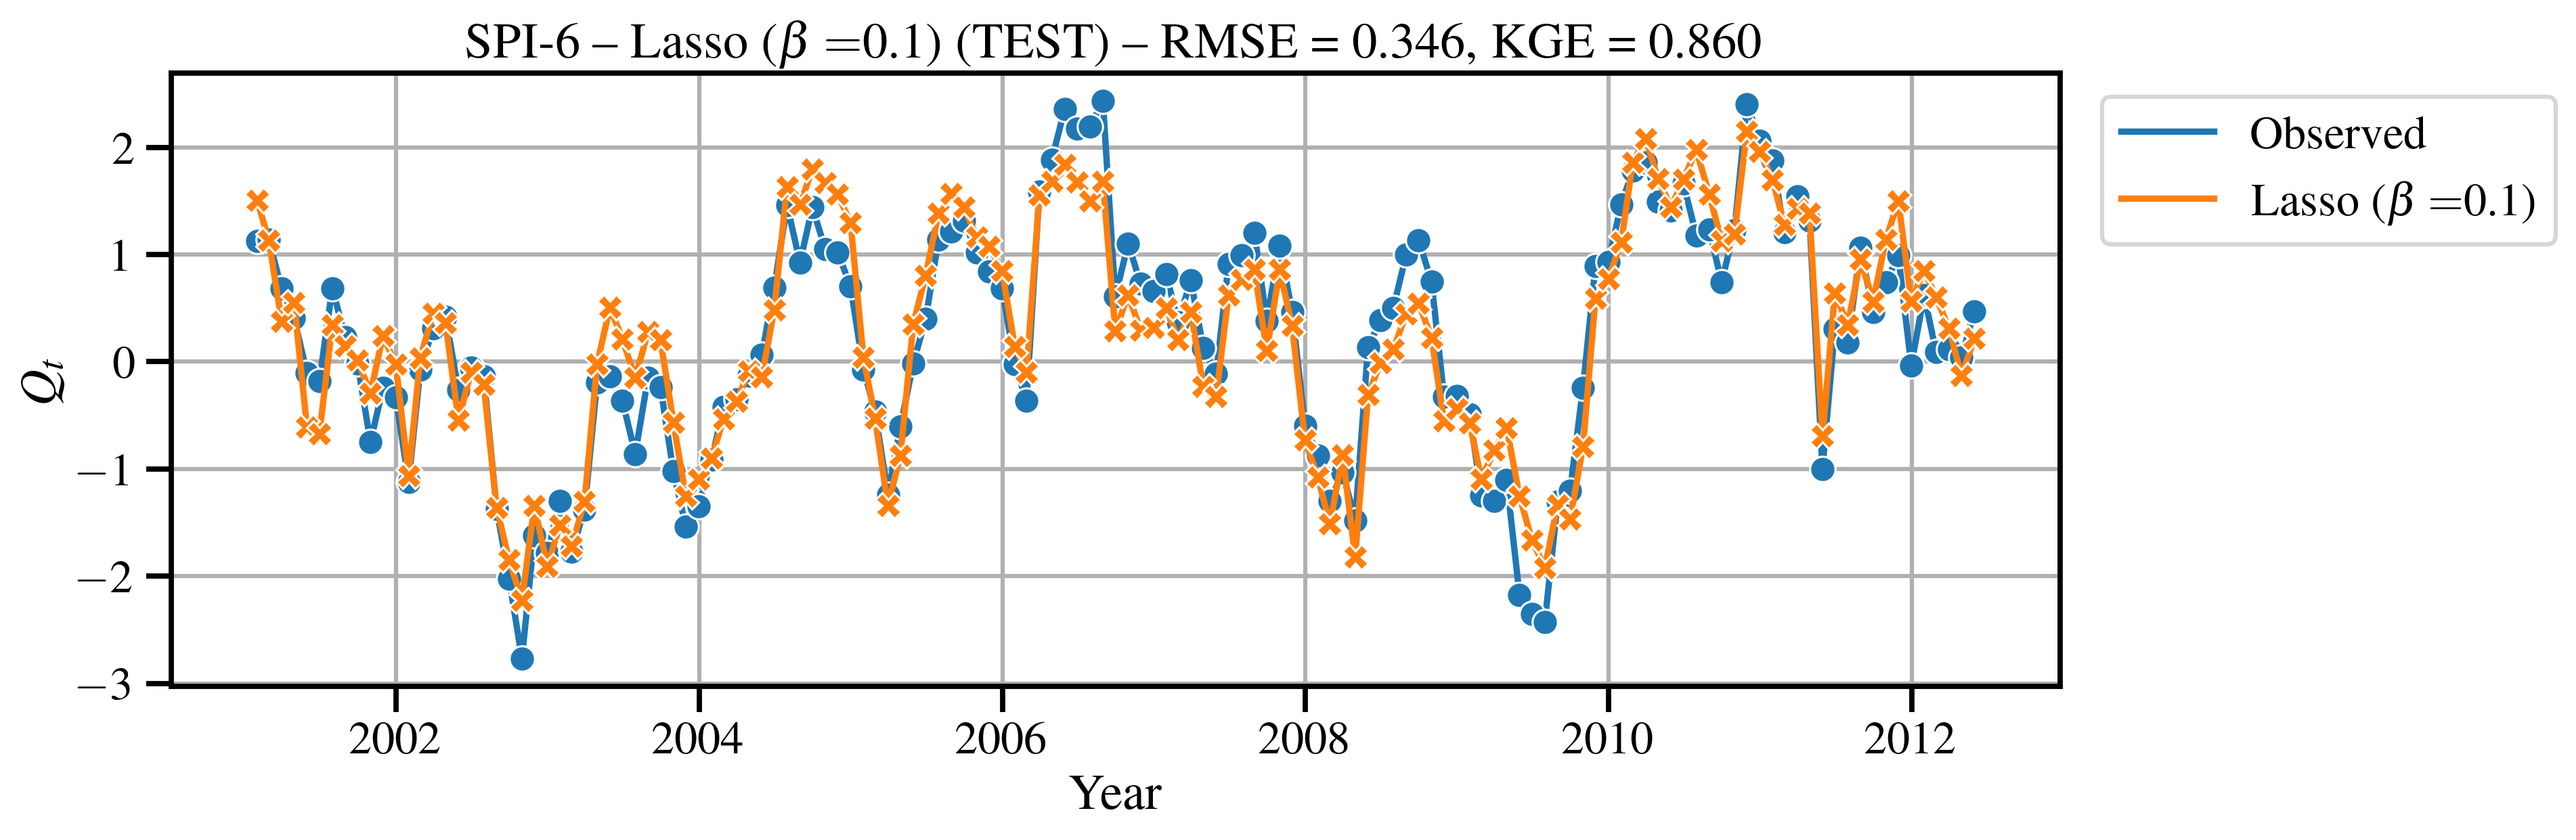 SPI-6 – Lasso (β =0.1) (TEST) – RMSE = 0.346, KGE = 0.860
Observed
Lasso (β =0.1)
Q_t
2
1
0
−1
−2
−3
2002 2004 2006 2008 2010 2012
Year